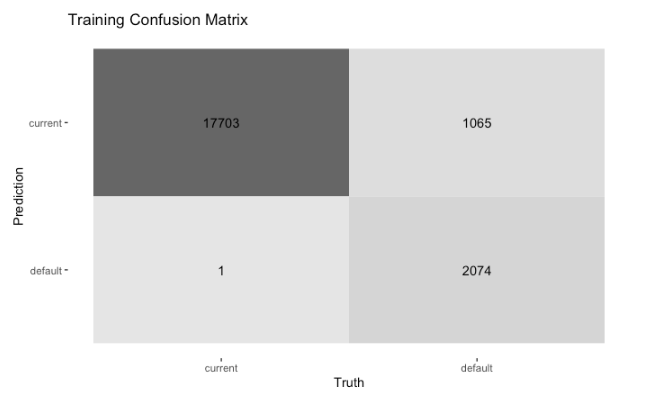 Training Confusion Matrix
current
17703
1065
Prediction
default
1
2074
current
default
Truth